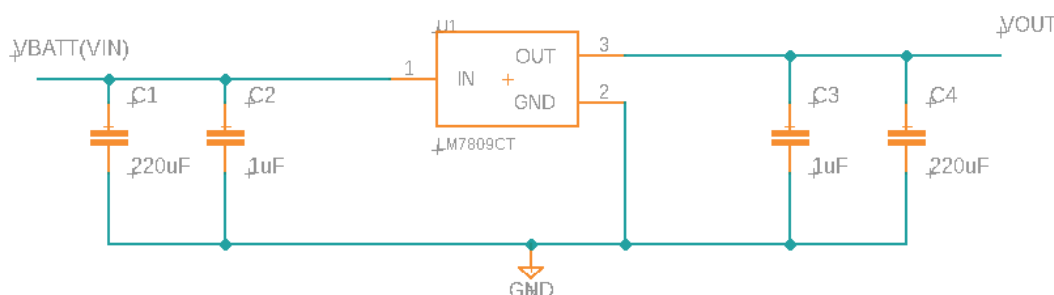 VBATT(VIN)
U1
VOUT
1
IN
OUT
3
GND
2
LM7809CT
C1
220uF
C2
1uF
C3
1uF
C4
220uF
GND